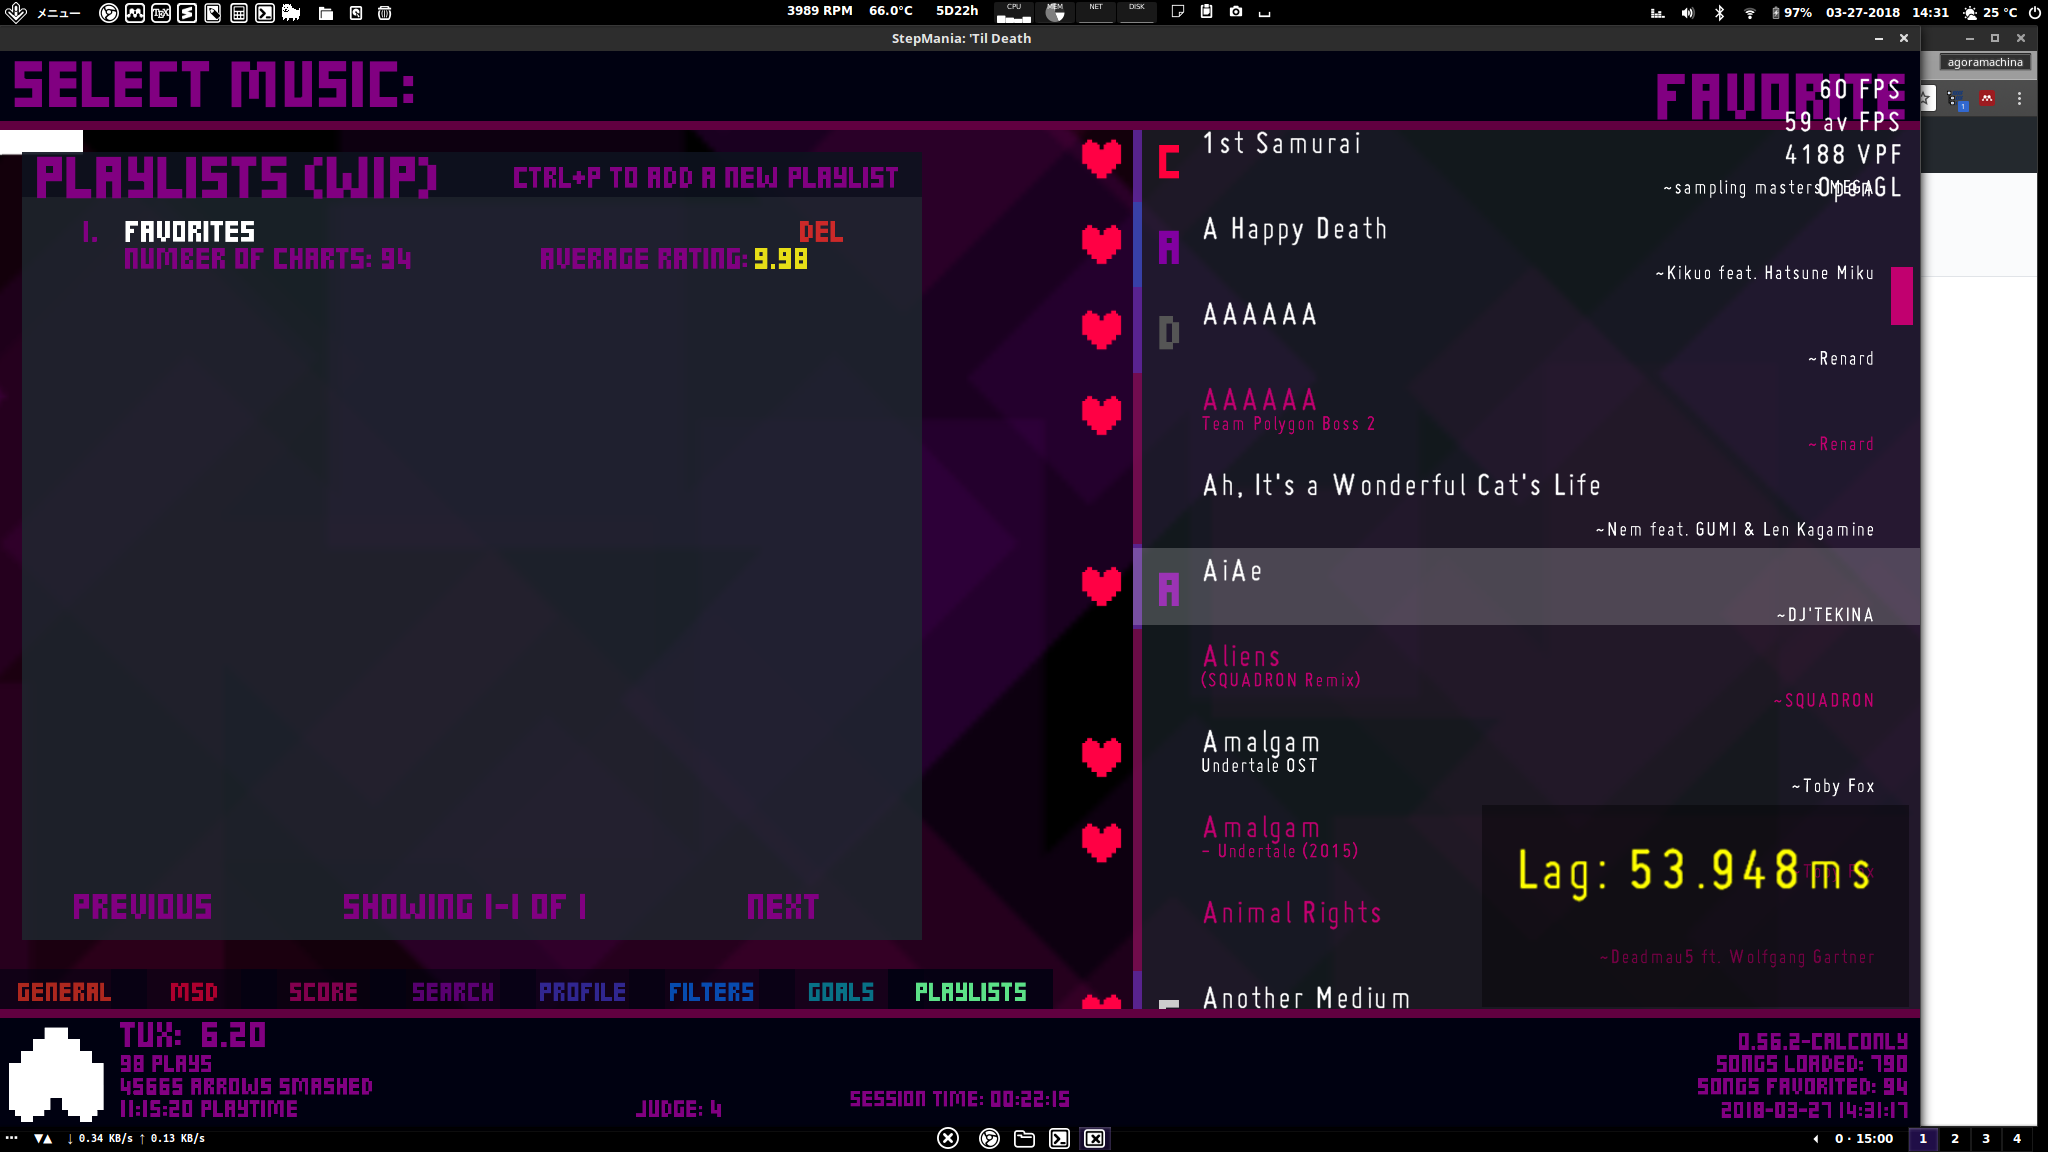 メニュー
3989 RPM 66.0°C 5D22h CPU MEM NET DISK
97% 03-27-2018 14:31 25 °C
StepMania: 'Til Death
agoramachina
SELECT MUSIC:
FAVORITE
60 FPS
59 av FPS
4188 VPF
OpenGL
PLAYLISTS (WIP)
CTRL+P TO ADD A NEW PLAYLIST
1. FAVORITES DEL
NUMBER OF CHARTS: 94 AVERAGE RATING: 9.98
C 1st Samurai
~sampling masters MEGA
A A Happy Death
~Kikuo feat. Hatsune Miku
D AAAAAA
~Renard
AAAAAA
Team Polygon Boss 2
~Renard
Ah, It's a Wonderful Cat's Life
~Nem feat. GUMI & Len Kagamine
A AiAe
~DJ'TEKINA
Aliens
(SQUADRON Remix)
~SQUADRON
Amalgam
Undertale OST
~Toby Fox
Amalgam
- Undertale (2015)
Lag: 53.948ms
Animal Rights
~Deadmau5 ft. Wolfgang Gartner
Another Medium
PREVIOUS SHOWING 1-1 OF 1 NEXT
GENERAL MSD SCORE SEARCH PROFILE FILTERS GOALS PLAYLISTS
TUX: 6.20
98 PLAYS
45665 ARROWS SMASHED
11:15:20 PLAYTIME
JUDGE: 4
SESSION TIME: 00:22:15
0.56.2-CALCONLY
SONGS LOADED: 790
SONGS FAVORITED: 94
2018-03-27 14:31:17
↓ 0.34 KB/s ↑ 0.13 KB/s
0 · 15:00 1 2 3 4